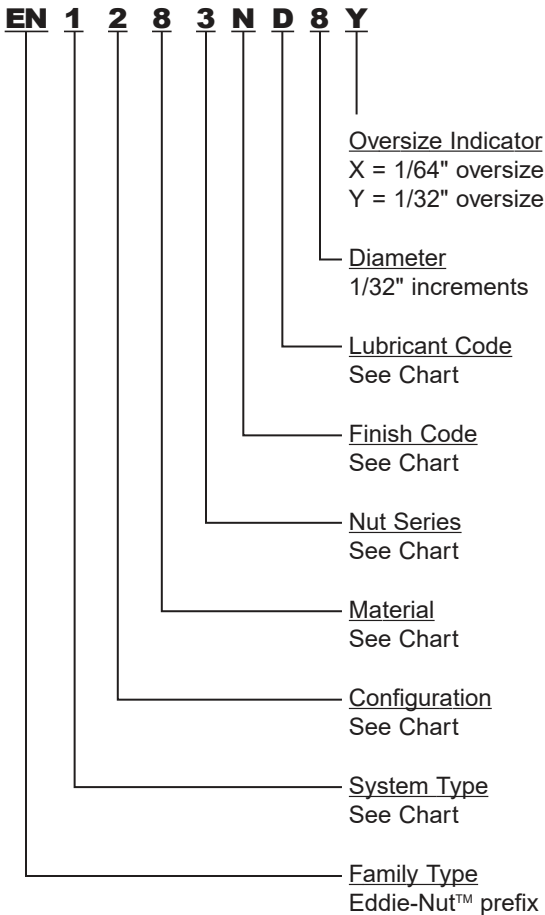 EN 1 2 8 3 N D 8 Y
Oversize Indicator
X = 1/64" oversize
Y = 1/32" oversize
Diameter
1/32" increments
Lubricant Code
See Chart
Finish Code
See Chart
Nut Series
See Chart
Material
See Chart
Configuration
See Chart
System Type
See Chart
Family Type
Eddie-Nut™ prefix